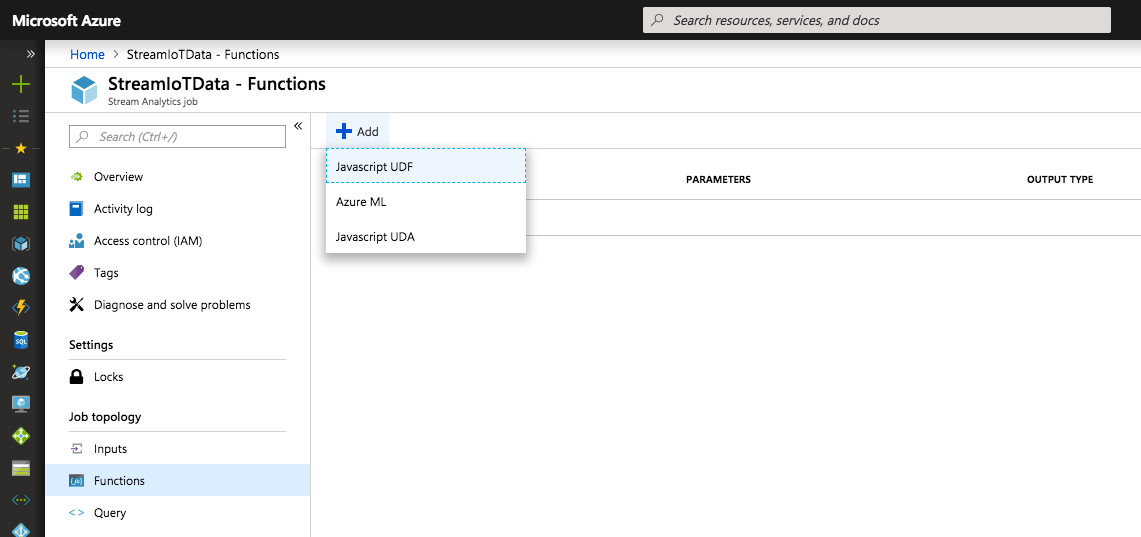 Microsoft Azure
Search resources, services, and docs
Home > StreamIoTData - Functions
StreamIoTData - Functions
Stream Analytics job
Search (Ctrl+/)
Overview
Activity log
Access control (IAM)
Tags
Diagnose and solve problems
Settings
Locks
Job topology
Inputs
Functions
Query
Add
Javascript UDF
Azure ML
Javascript UDA
PARAMETERS
OUTPUT TYPE
SQL